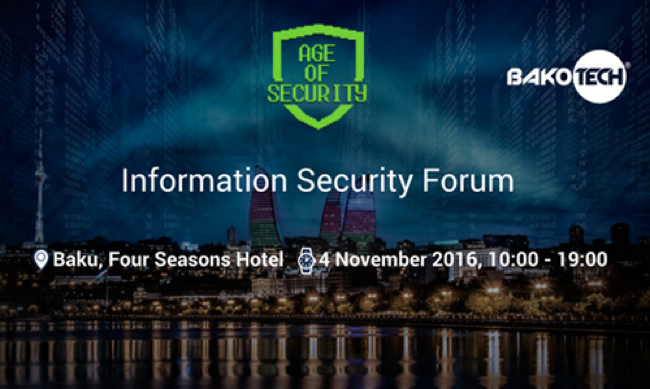 AGE
OF
SECURITY
BAKOTECH®
Information Security Forum
Baku, Four Seasons Hotel
4 November 2016, 10:00 - 19:00